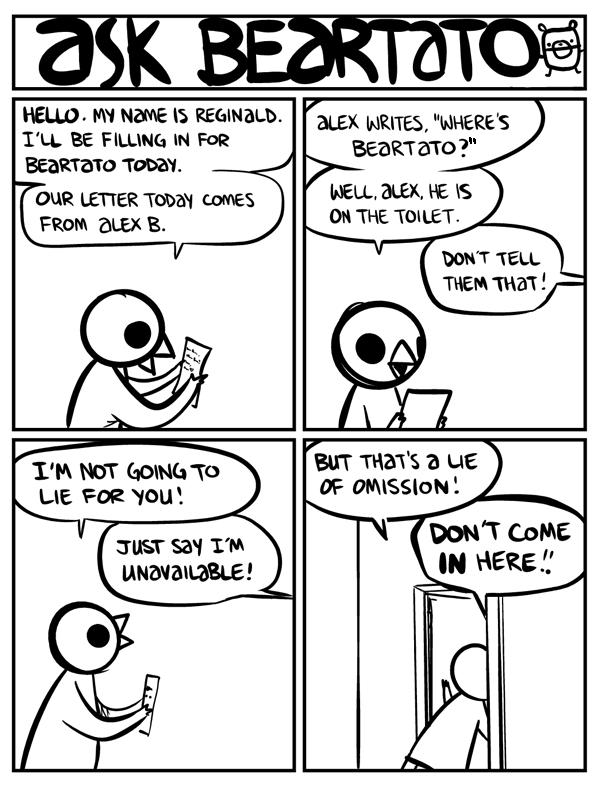 ASK BEARTATO
HELLO. MY NAME IS REGINALD.
I'LL BE FILLING IN FOR
BEARTATO TODAY.
OUR LETTER TODAY COMES
FROM ALEX B.
ALEX WRITES, "WHERE'S
BEARTATO?"
WELL, ALEX, HE IS
ON THE TOILET.
DON'T TELL
THEM THAT!
I'M NOT GOING TO
LIE FOR YOU!
JUST SAY I'M
UNAVAILABLE!
BUT THAT'S A LIE
OF OMISSION!
DON'T COME
IN HERE!!